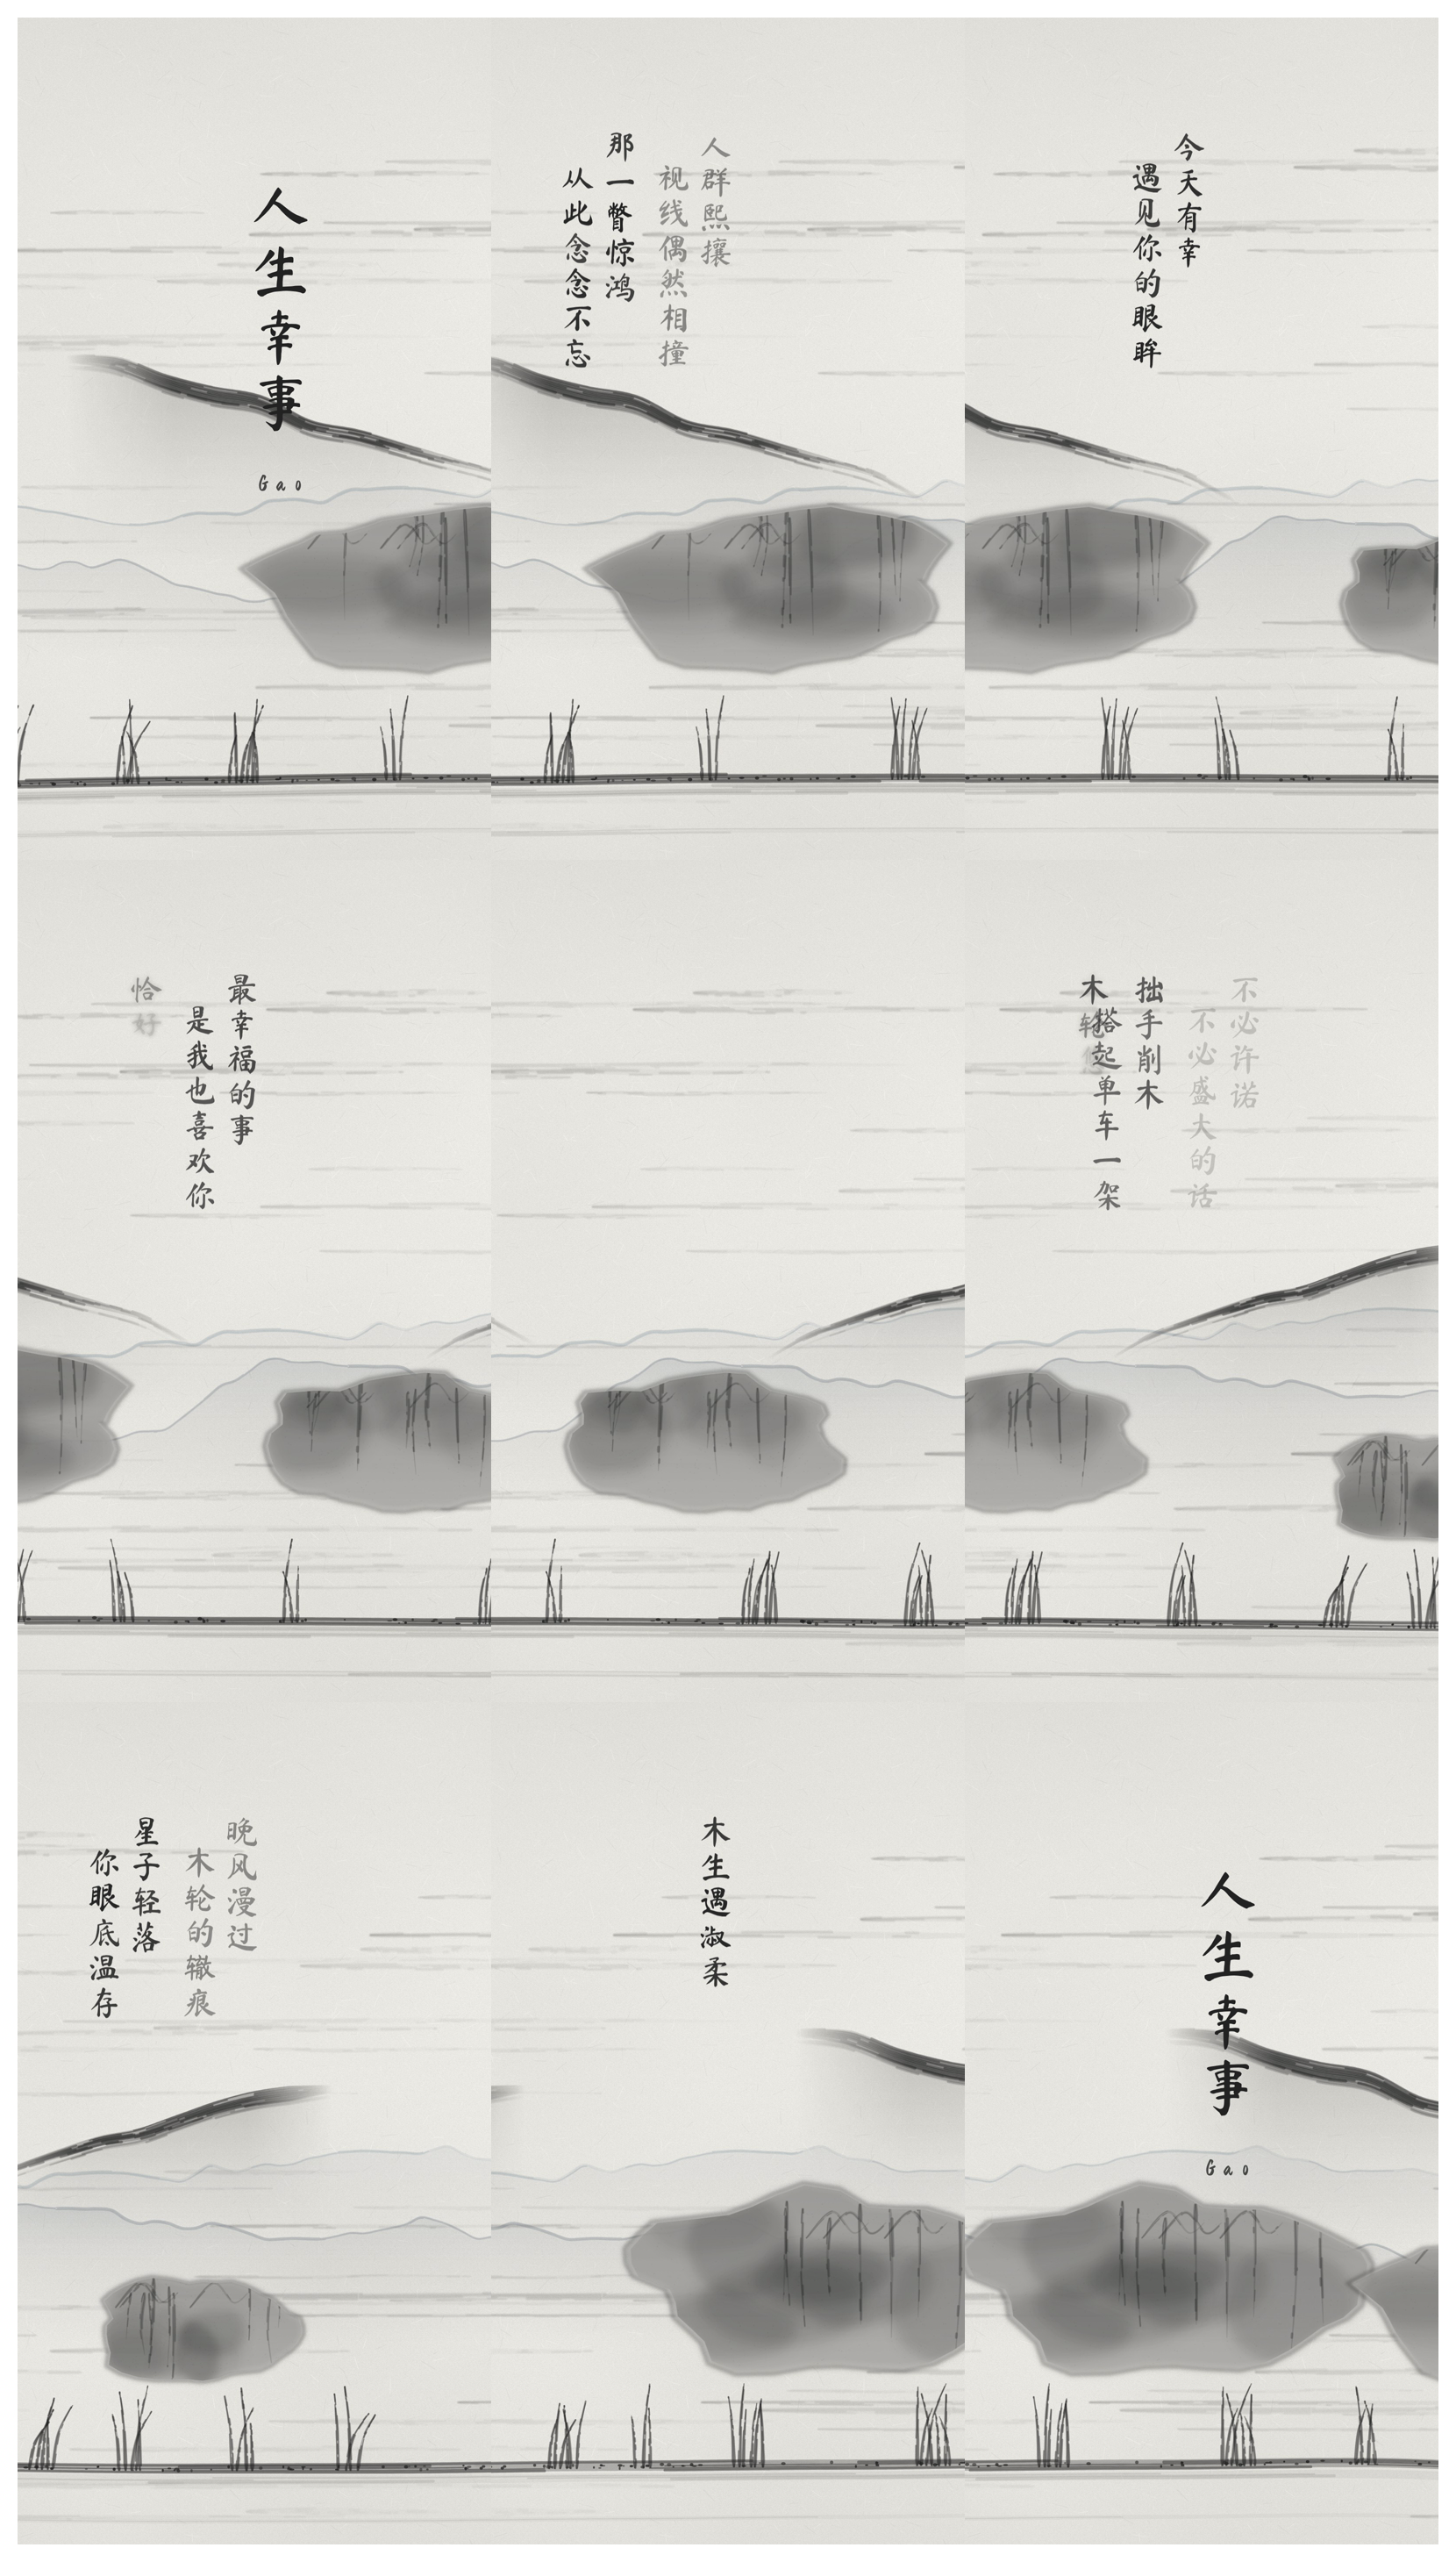 人生幸事
Gao
人群熙攘
视线偶然相撞
那一瞥惊鸿
从此念念不忘
今天有幸
遇见你的眼眸
最幸福的事
是我也喜欢你
恰好
不必许诺
不必盛大的话
拙手削木
搭起单车一架
木轮
晚风漫过
木轮的辙痕
星子轻落
你眼底温存
木生遇淑柔
人生幸事
Gao